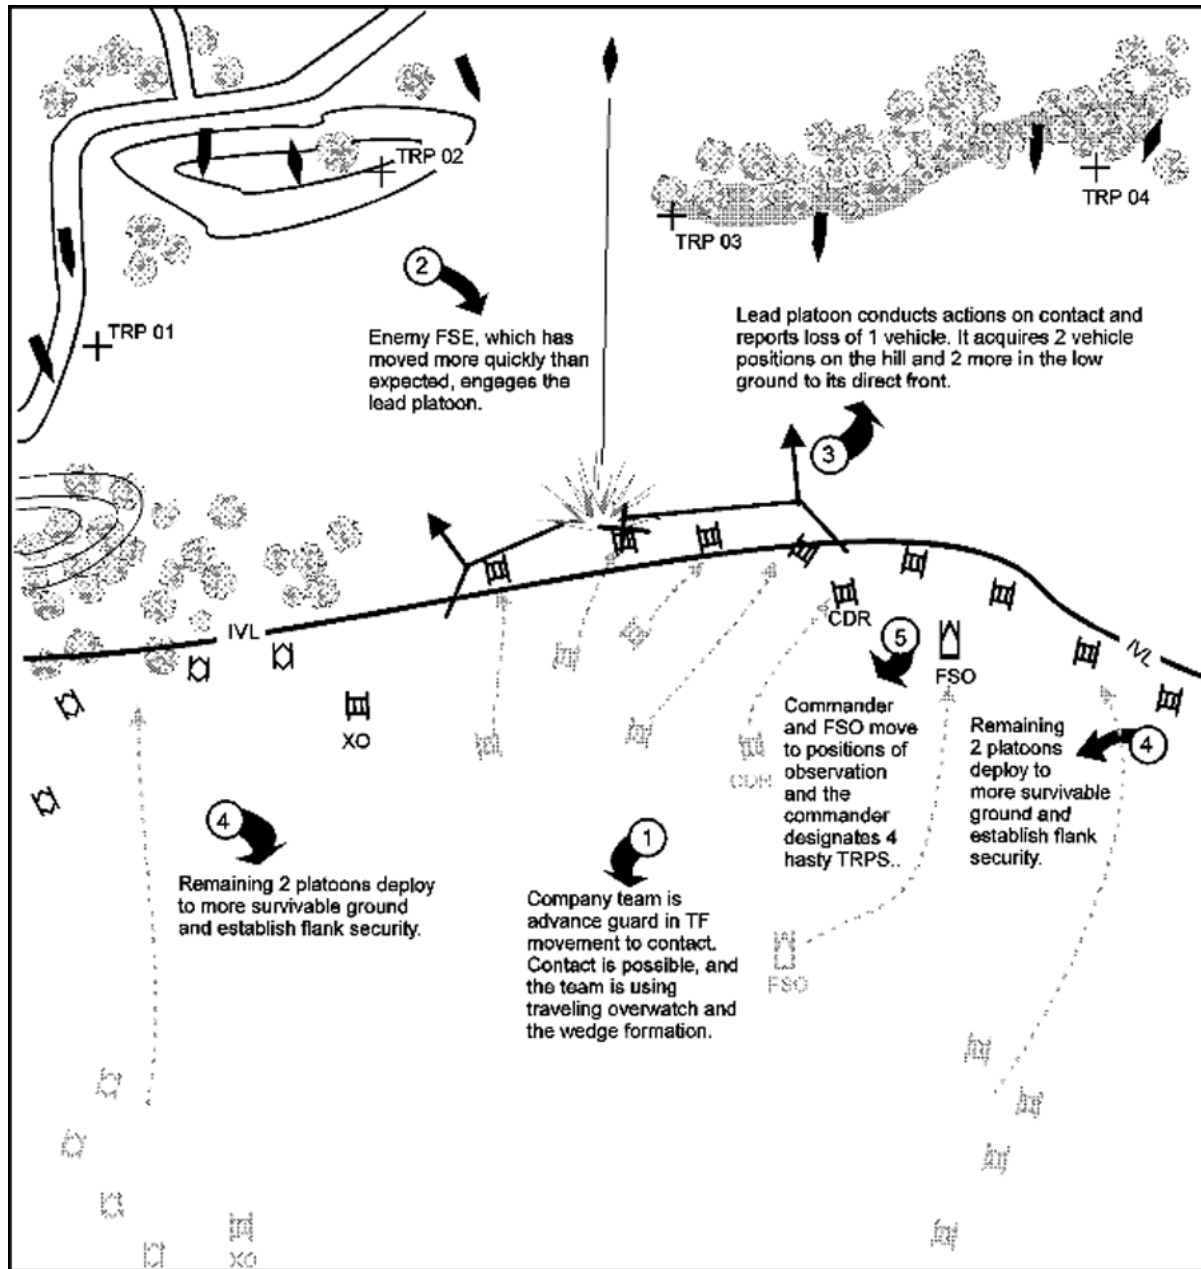 TRP 02
TRP 04
TRP 03
2
TRP 01
Enemy FSE, which has
moved more quickly than
expected, engeges the
lead platoon.
Lead platoon conducts actions on contact and
reports loss of 1 vehicle. It acquires 2 vehicle
positions on the hill and 2 more in the low
ground to its direct front.
3
IVL
CDR
5
FSO
IVL
XO
CDR
Commander
and FSO move
to positions of
observation
and the
commander
designates 4
hasty TRPS..
Remaining
2 platoons
deploy to
more survivable
ground and
establish flank
security.
4
4
Remaining 2 platoons deploy
to more survivable ground
and establish flank security.
1
Company team is
advance guard in TF
movement to contact.
Contact is possible, and
the team is using
traveling overwatch and
the wedge formation.
FSO
XO